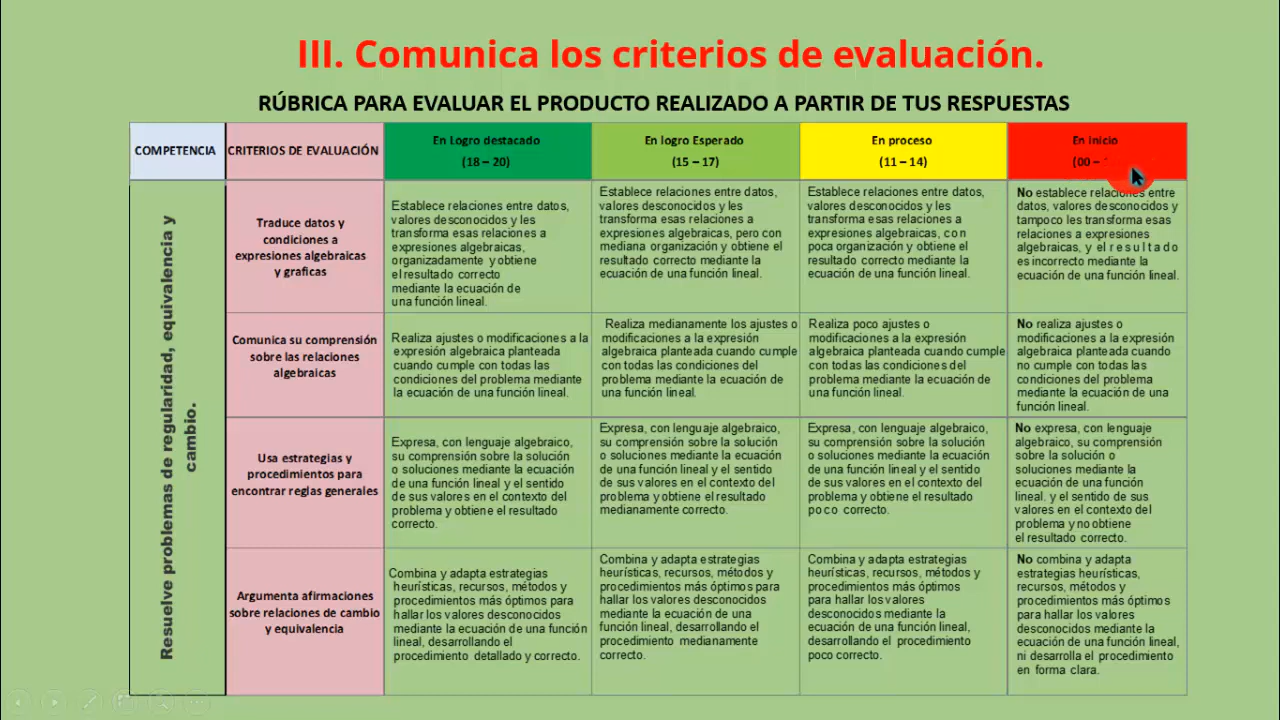 III. Comunica los criterios de evaluación.
RÚBRICA PARA EVALUAR EL PRODUCTO REALIZADO A PARTIR DE TUS RESPUESTAS
COMPETENCIA
CRITERIOS DE EVALUACIÓN
En Logro destacado
(18 – 20)
En logro Esperado
(15 – 17)
En proceso
(11 – 14)
En inicio
(00 –
Resuelve problemas de regularidad, equivalencia y
cambio.
Traduce datos y
condiciones a
expresiones algebraicas
y graficas
Establece relaciones entre datos,
valores desconocidos y les
transforma esas relaciones a
expresiones algebraicas,
organizadamente y obtiene
el resultado correcto
mediante la ecuación de
una función lineal.
Establece relaciones entre datos,
valores desconocidos y les
transforma esas relaciones a
expresiones algebraicas, pero con
mediana organización y obtiene el
resultado correcto mediante la
ecuación de una función lineal.
Establece relaciones entre datos,
valores desconocidos y les
transforma esas relaciones a
expresiones algebraicas, con
poca organización y obtiene el
resultado correcto mediante la
ecuación de una función lineal.
No establece relaciones entre
datos, valores desconocidos y
tampoco les transforma esas
relaciones a expresiones
algebraicas, y el resultado
es incorrecto mediante la
ecuación de una función lineal.
Comunica su comprensión
sobre las relaciones
algebraicas
Realiza ajustes o modificaciones a la
expresión algebraica planteada
cuando cumple con todas las
condiciones del problema mediante
la ecuación de una función lineal.
Realiza medianamente los ajustes o
modificaciones a la expresión
algebraica planteada cuando cumple
con todas las condiciones del
problema mediante la ecuación de
una función lineal.
Realiza poco ajustes o
modificaciones a la expresión
algebraica planteada cuando cumple
con todas las condiciones del
problema mediante la ecuación de
una función lineal.
No realiza ajustes o
modificaciones a la expresión
algebraica planteada cuando
no cumple con todas las
condiciones del problema
mediante la ecuación de una
función lineal.
Usa estrategias y
procedimientos para
encontrar reglas generales
Expresa, con lenguaje algebraico,
su comprensión sobre la solución
o soluciones mediante la ecuación
de una función lineal y el sentido
de sus valores en el contexto del
problema y obtiene el resultado
correcto.
Expresa, con lenguaje algebraico,
su comprensión sobre la solución
o soluciones mediante la ecuación
de una función lineal y el sentido
de sus valores en el contexto del
problema y obtiene el resultado
medianamente correcto.
Expresa, con lenguaje algebraico,
su comprensión sobre la solución
o soluciones mediante la ecuación
de una función lineal y el sentido
de sus valores en el contexto del
problema y obtiene el resultado
poco correcto.
No expresa, con lenguaje
algebraico, su comprensión
sobre la solución o
soluciones mediante la
ecuación de una función
lineal. y el sentido de sus
valores en el contexto del
problema y no obtiene
el resultado correcto.
Argumenta afirmaciones
sobre relaciones de cambio
y equivalencia
Combina y adapta estrategias
heurísticas, recursos, métodos y
procedimientos más óptimos para
hallar los valores desconocidos
mediante la ecuación de una función
lineal, desarrollando el
procedimiento detallado y correcto.
Combina y adapta estrategias
heurísticas, recursos, métodos y
procedimientos más óptimos para
hallar los valores desconocidos
mediante la ecuación de una
función lineal, desarrollando el
procedimiento medianamente
correcto.
Combina y adapta estrategias
heurísticas, recursos, métodos y
procedimientos más óptimos
para hallar los valores
desconocidos mediante la
ecuación de una función lineal,
desarrollando el procedimiento
poco correcto.
No combina y adapta
estrategias heurísticas,
recursos, métodos y
procedimientos más óptimos
para hallar los valores
desconocidos mediante la
ecuación de una función lineal,
ni desarrolla el procedimiento
en forma clara.